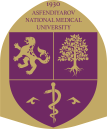 1930
ASFENDIYAROV
NATIONAL MEDICAL
UNIVERSITY